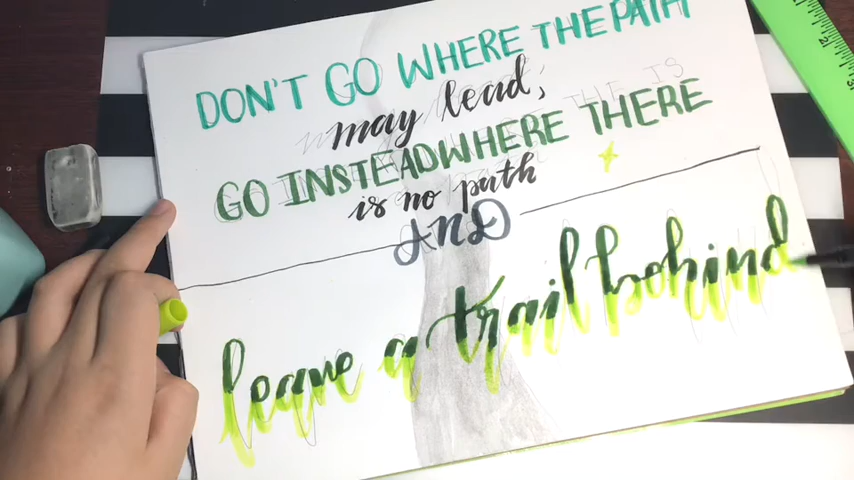 DON'T GO WHERE THE PATH
may lead,
GO INSTEADWHERE THERE
is no path
AND
leave a trail behind